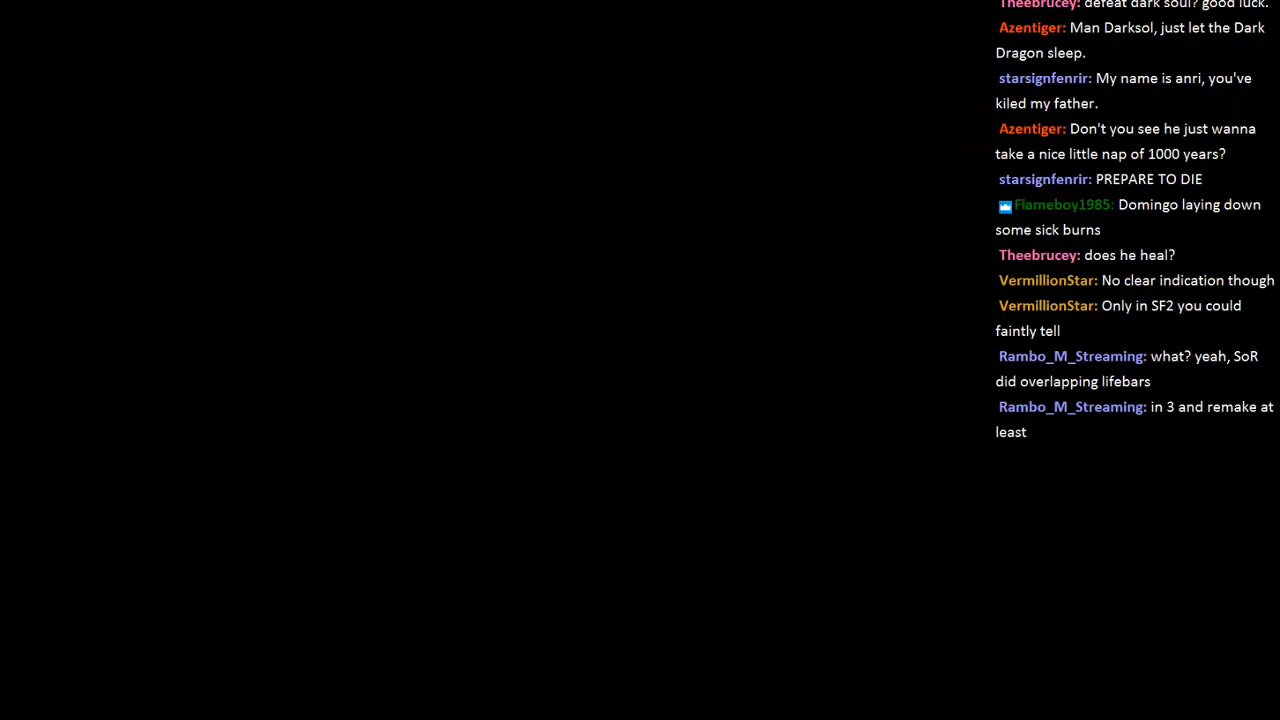 Theebrucey: defeat dark soul? good luck.
Azentiger: Man Darksol, just let the Dark
Dragon sleep.
starsignfenrir: My name is anri, you've
kiled my father.
Azentiger: Don't you see he just wanna
take a nice little nap of 1000 years?
starsignfenrir: PREPARE TO DIE
Flameboy1985: Domingo laying down
some sick burns
Theebrucey: does he heal?
VermillionStar: No clear indication though
VermillionStar: Only in SF2 you could
faintly tell
Rambo_M_Streaming: what? yeah, SoR
did overlapping lifebars
Rambo_M_Streaming: in 3 and remake at
least